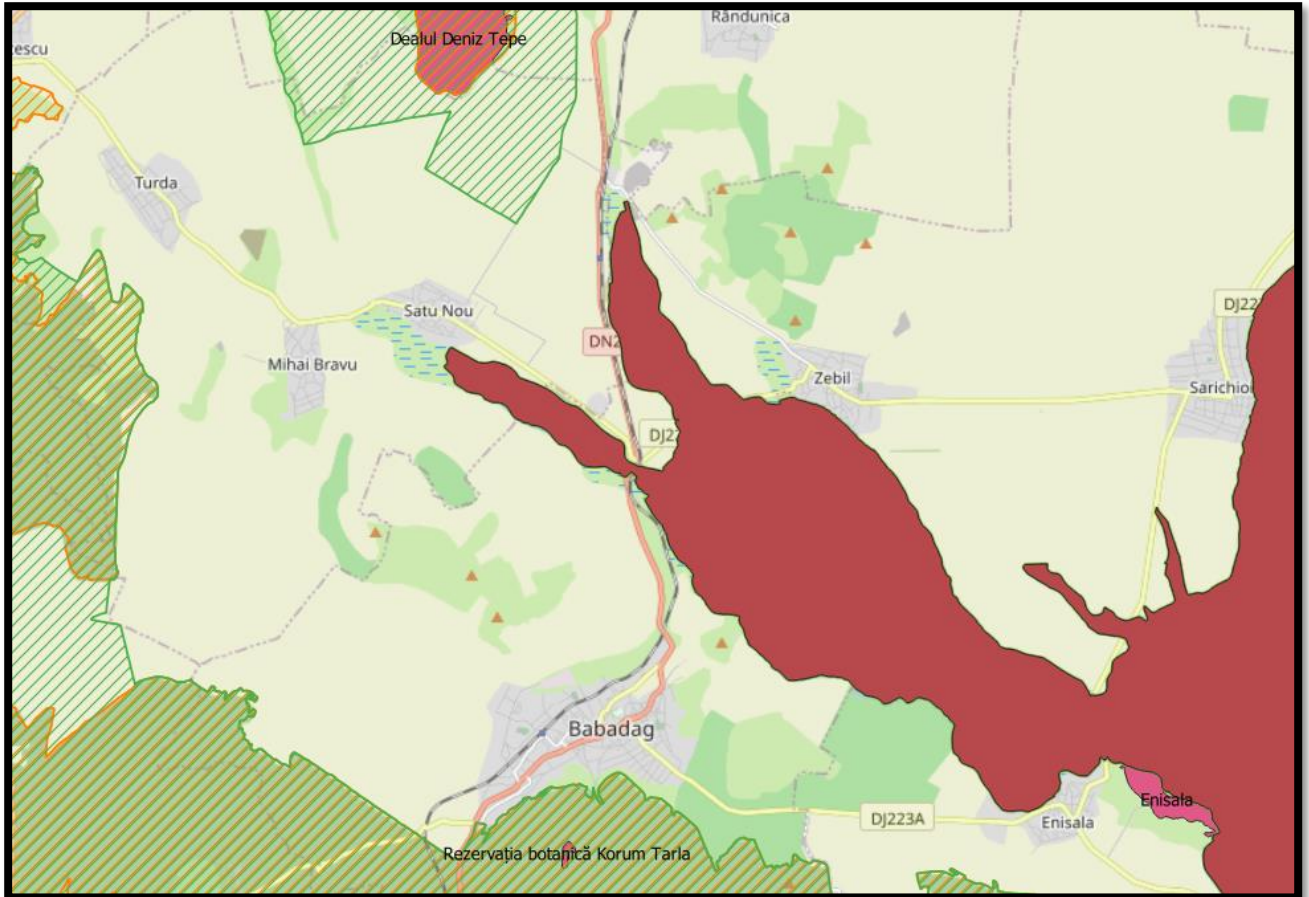 Rândunica
Dealul Deniz Tepe
tescu
Turda
Satu Nou
DJ22
DN2
Mihai Bravu
Zebil
Sarichioi
DJ22
Babadag
Enisala
DJ223A
Enisala
Rezervația botanică Korum Tarla